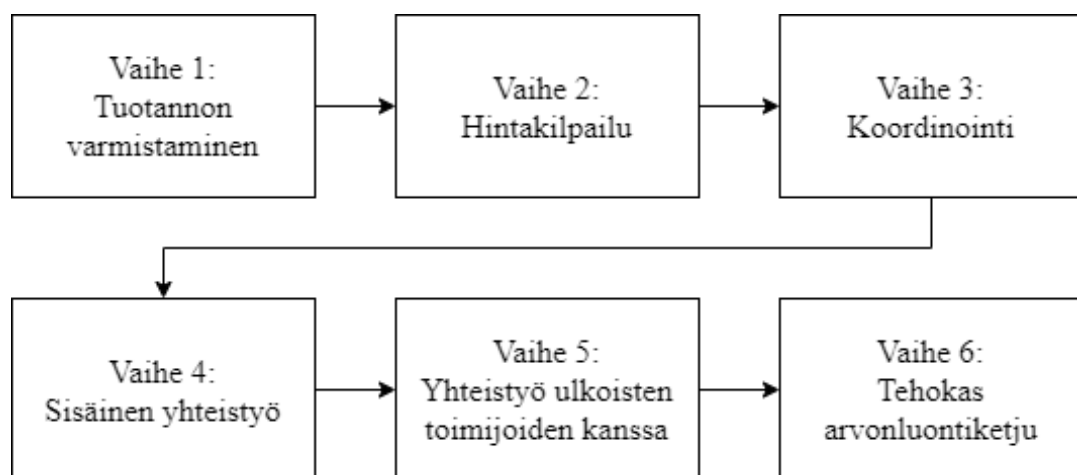 Vaihe 1:
Tuotannon
varmistaminen
Vaihe 2:
Hintakilpailu
Vaihe 3:
Koordinointi
Vaihe 4:
Sisäinen yhteistyö
Vaihe 5:
Yhteistyö ulkoisten
toimijoiden kanssa
Vaihe 6:
Tehokas
arvonluontiketju